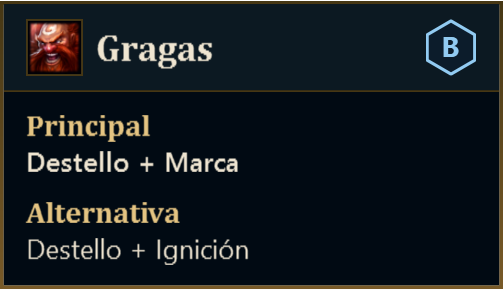 Gragas
B
Principal
Destello + Marca
Alternativa
Destello + Ignición